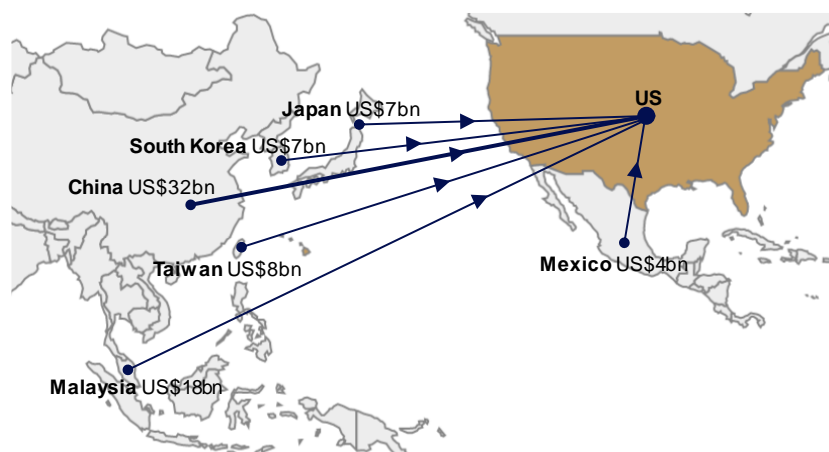 US
Japan US$7bn
South Korea US$7bn
China US$32bn
Taiwan US$8bn
Mexico US$4bn
Malaysia US$18bn